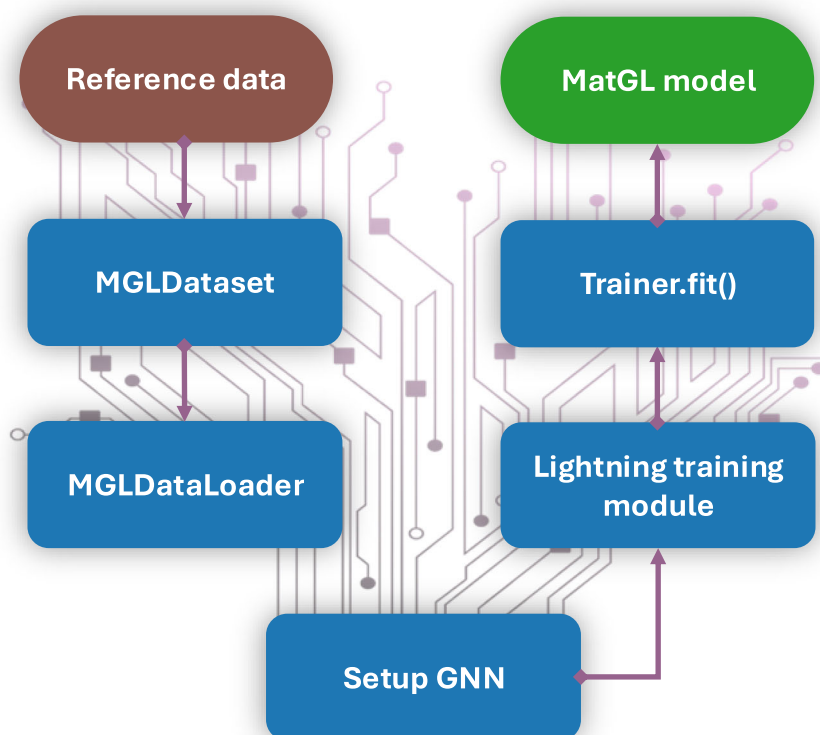 Reference data
MGLDataset
MGLDataLoader
Setup GNN
Lightning training
module
Trainer.fit()
MatGL model